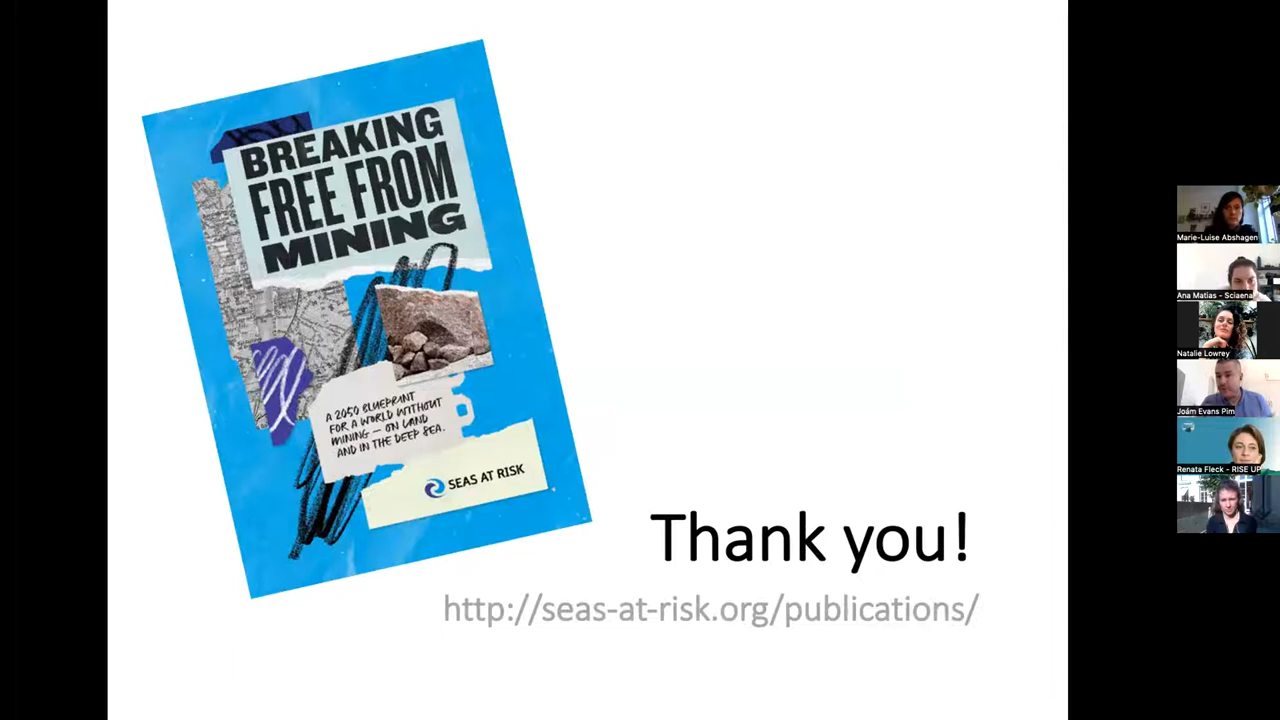 BREAKING
FREE FROM
MINING
A 2050 BLUEPRINT
FOR A WORLD WITHOUT
MINING – ON LAND
AND IN THE DEEP SEA.
SEAS AT RISK
Thank you!
http://seas-at-risk.org/publications/
Marie-Luise Abshagen
Ana Matias - Sciaena
Natalie Lowrey
Joám Evans Pim
Renata Fleck - RISE UP